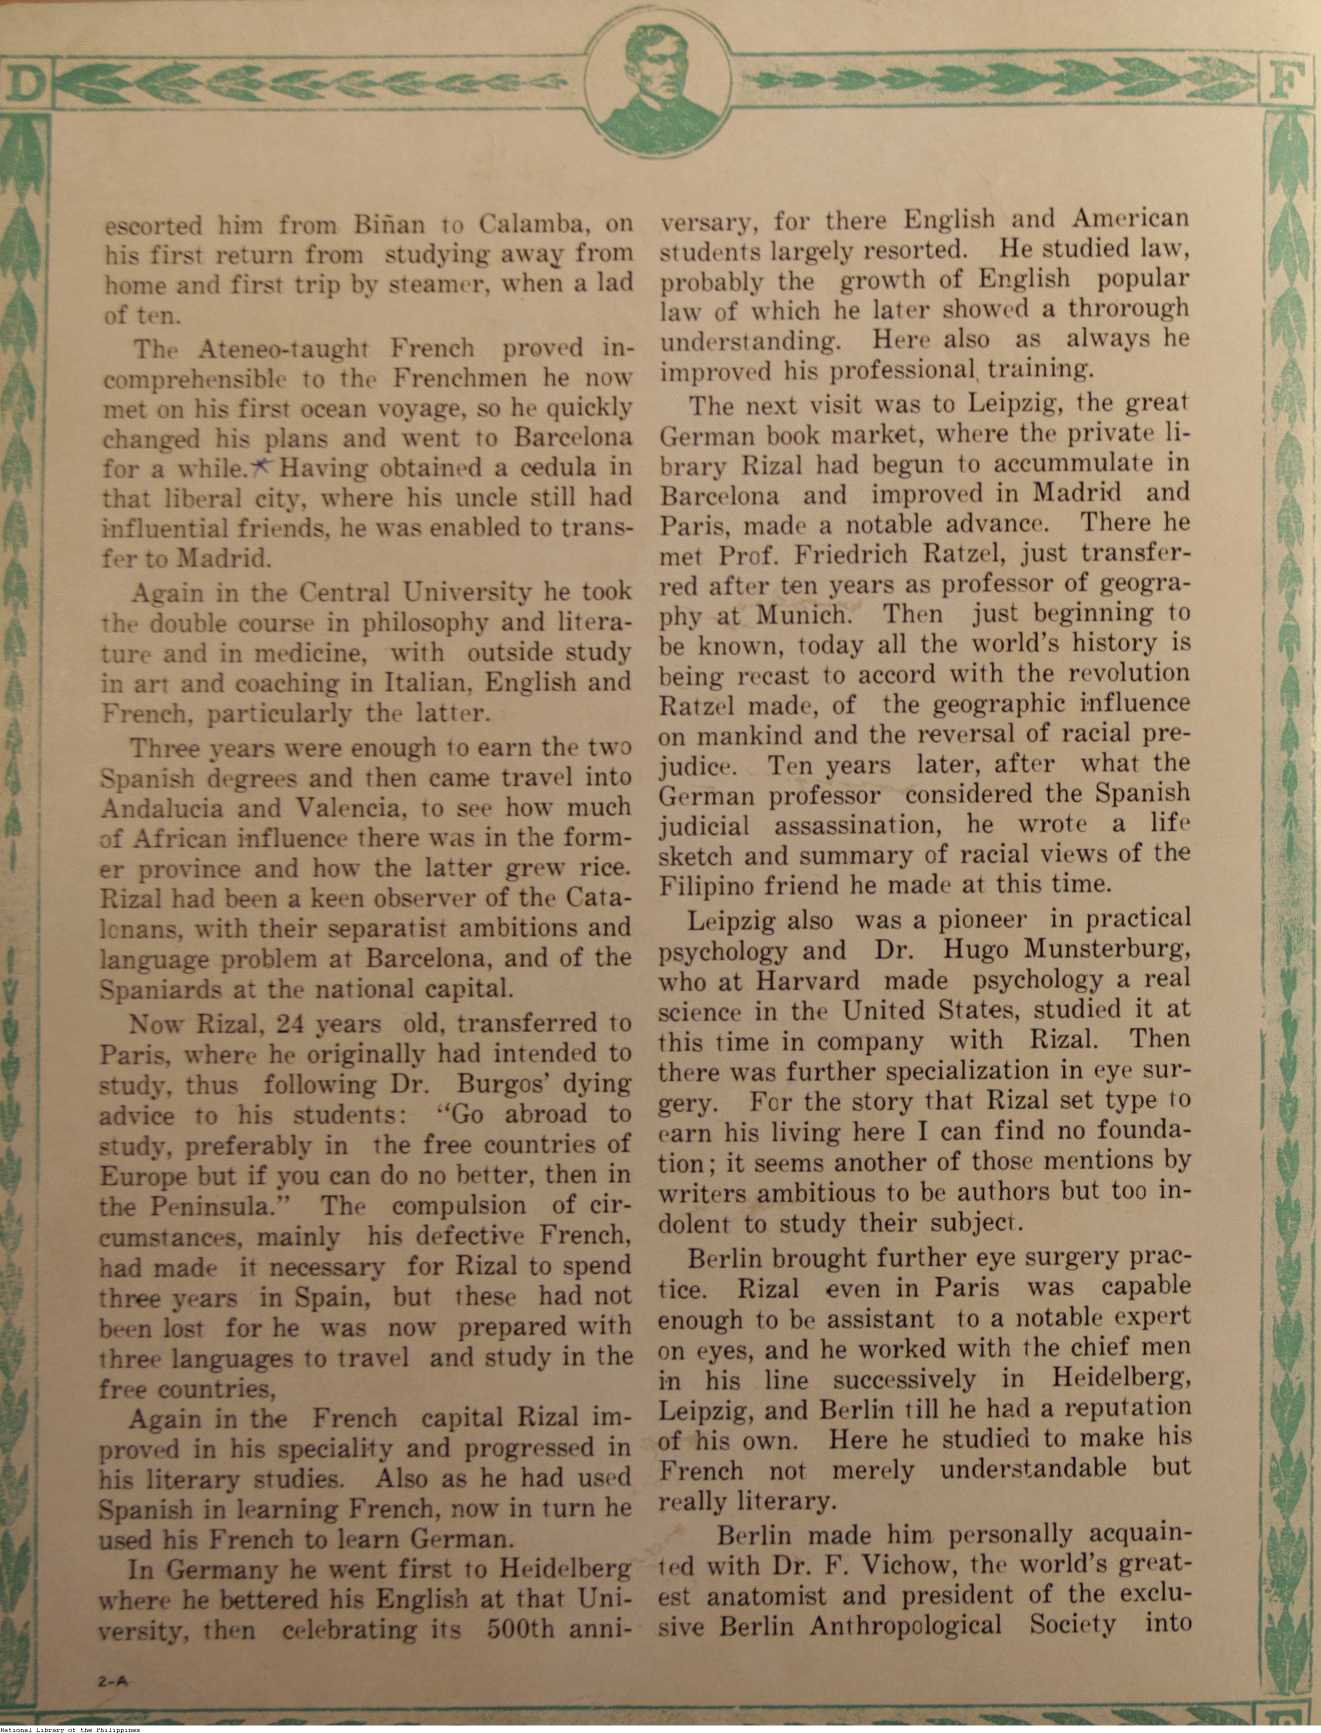 D
F
escorted him from Biñan to Calamba, on
his first return from studying away from
home and first trip by steamer, when a lad
of ten.
The Ateneo-taught French proved in-
comprehensible to the Frenchmen he now
met on his first ocean voyage, so he quickly
changed his plans and went to Barcelona
for a while.* Having obtained a cedula in
that liberal city, where his uncle still had
influential friends, he was enabled to trans-
fer to Madrid.
Again in the Central University he took
the double course in philosophy and litera-
ture and in medicine, with outside study
in art and coaching in Italian, English and
French, particularly the latter.
Three years were enough to earn the two
Spanish degrees and then came travel into
Andalucia and Valencia, to see how much
of African influence there was in the form-
er province and how the latter grew rice.
Rizal had been a keen observer of the Cata-
lonans, with their separatist ambitions and
language problem at Barcelona, and of the
Spaniards at the national capital.
Now Rizal, 24 years old, transferred to
Paris, where he originally had intended to
study, thus following Dr. Burgos' dying
advice to his students: "Go abroad to
study, preferably in the free countries of
Europe but if you can do no better, then in
the Peninsula." The compulsion of cir-
cumstances, mainly his defective French,
had made it necessary for Rizal to spend
three years in Spain, but these had not
been lost for he was now prepared with
three languages to travel and study in the
free countries,
Again in the French capital Rizal im-
proved in his speciality and progressed in
his literary studies. Also as he had used
Spanish in learning French, now in turn he
used his French to learn German.
In Germany he went first to Heidelberg
where he bettered his English at that Uni-
versity, then celebrating its 500th anni-
2-A
versary, for there English and American
students largely resorted. He studied law,
probably the growth of English popular
law of which he later showed a throrough
understanding. Here also as always he
improved his professional training.
The next visit was to Leipzig, the great
German book market, where the private li-
brary Rizal had begun to accummulate in
Barcelona and improved in Madrid and
Paris, made a notable advance. There he
met Prof. Friedrich Ratzel, just transfer-
red after ten years as professor of geogra-
phy at Munich. Then just beginning to
be known, today all the world's history is
being recast to accord with the revolution
Ratzel made, of the geographic influence
on mankind and the reversal of racial pre-
judice. Ten years later, after what the
German professor considered the Spanish
judicial assassination, he wrote a life
sketch and summary of racial views of the
Filipino friend he made at this time.
Leipzig also was a pioneer in practical
psychology and Dr. Hugo Munsterburg,
who at Harvard made psychology a real
science in the United States, studied it at
this time in company with Rizal. Then
there was further specialization in eye sur-
gery. For the story that Rizal set type to
earn his living here I can find no founda-
tion; it seems another of those mentions by
writers ambitious to be authors but too in-
dolent to study their subject.
Berlin brought further eye surgery prac-
tice. Rizal even in Paris was capable
enough to be assistant to a notable expert
on eyes, and he worked with the chief men
in his line successively in Heidelberg,
Leipzig, and Berlin till he had a reputation
of his own. Here he studied to make his
French not merely understandable but
really literary.
Berlin made him personally acquain-
ted with Dr. F. Vichow, the world's great-
est anatomist and president of the exclu-
sive Berlin Anthropological Society into
National Library of the Philippines